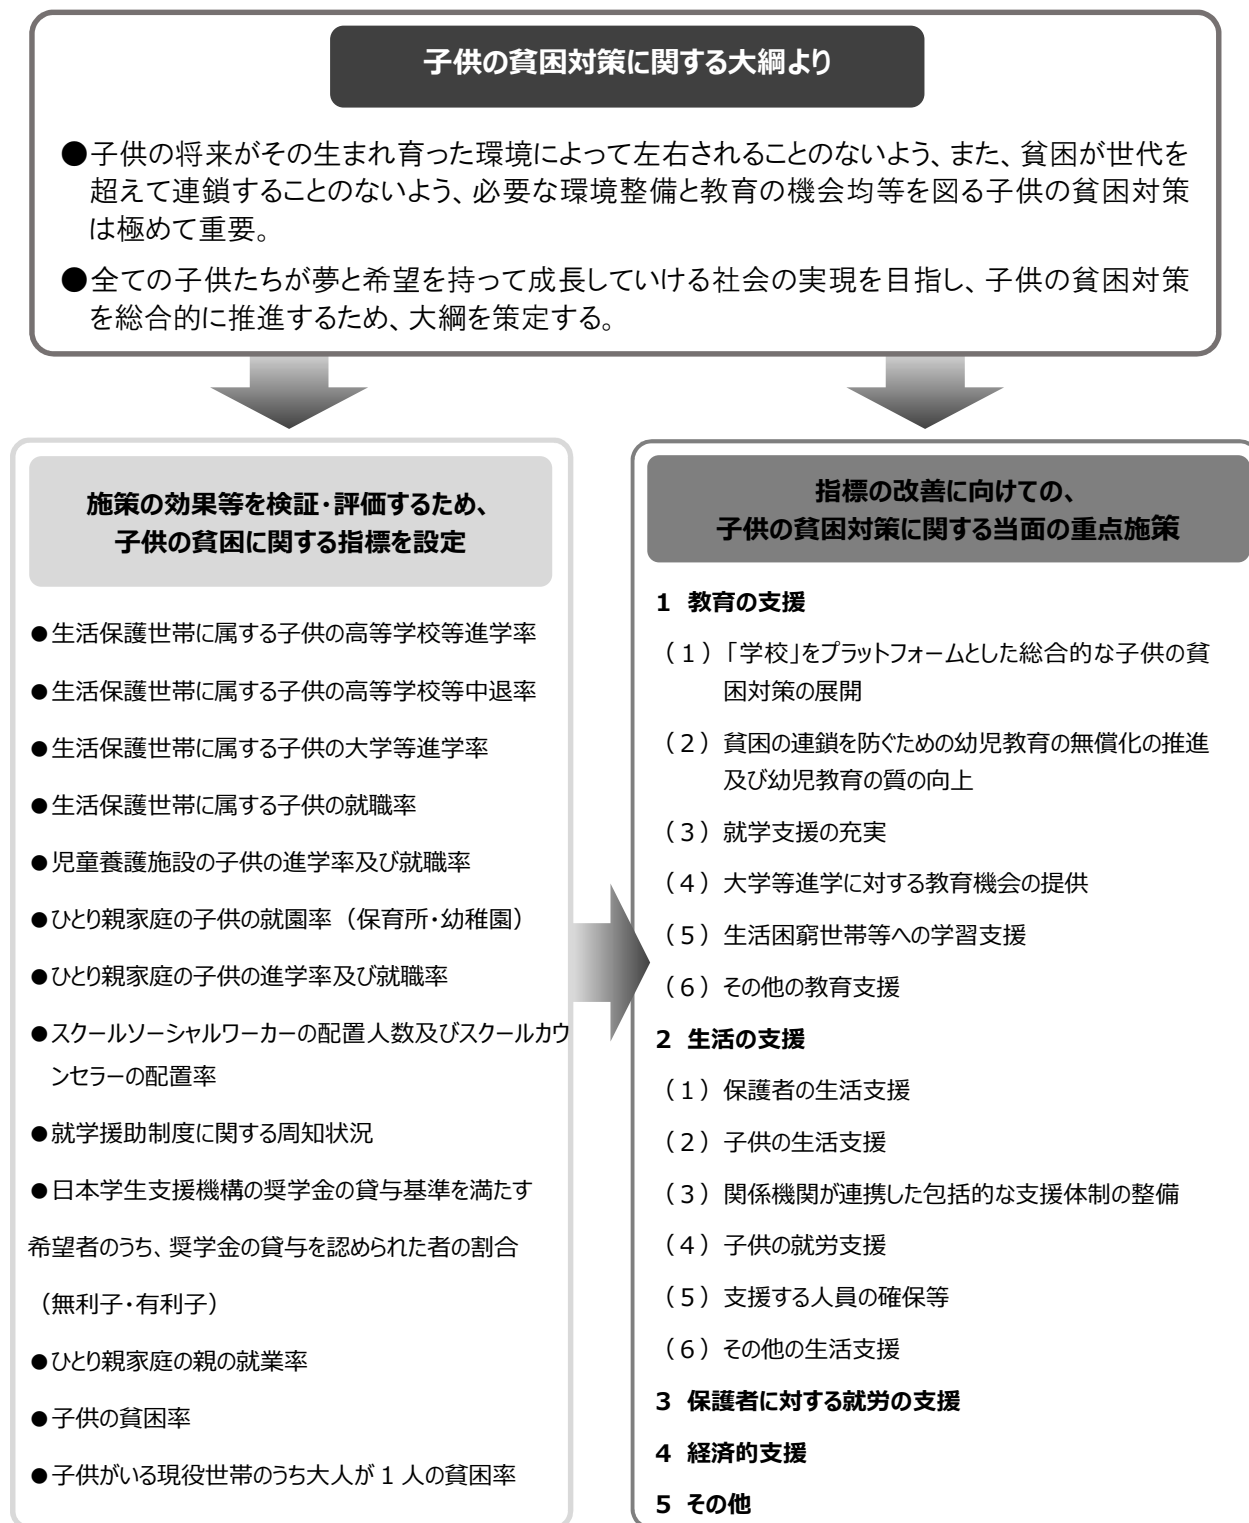 子供の貧困対策に関する大綱より
●子供の将来がその生まれ育った環境によって左右されることのないよう、また、貧困が世代を
超えて連鎖することのないよう、必要な環境整備と教育の機会均等を図る子供の貧困対策
は極めて重要。
●全ての子供たちが夢と希望を持って成長していける社会の実現を目指し、子供の貧困対策
を総合的に推進するため、大綱を策定する。
施策の効果等を検証・評価するため、
子供の貧困に関する指標を設定
●生活保護世帯に属する子供の高等学校等進学率
●生活保護世帯に属する子供の高等学校等中退率
●生活保護世帯に属する子供の大学等進学率
●生活保護世帯に属する子供の就職率
●児童養護施設の子供の進学率及び就職率
●ひとり親家庭の子供の就園率（保育所・幼稚園）
●ひとり親家庭の子供の進学率及び就職率
●スクールソーシャルワーカーの配置人数及びスクールカウ
ンセラーの配置率
●就学援助制度に関する周知状況
●日本学生支援機構の奨学金の貸与基準を満たす
希望者のうち、奨学金の貸与を認められた者の割合
（無利子・有利子）
●ひとり親家庭の親の就業率
●子供の貧困率
●子供がいる現役世帯のうち大人が１人の貧困率
指標の改善に向けての、
子供の貧困対策に関する当面の重点施策
1 教育の支援
（１）「学校」をプラットフォームとした総合的な子供の貧
困対策の展開
（２）貧困の連鎖を防ぐための幼児教育の無償化の推進
及び幼児教育の質の向上
（３）就学支援の充実
（４）大学等進学に対する教育機会の提供
（５）生活困窮世帯等への学習支援
（６）その他の教育支援
2 生活の支援
（１）保護者の生活支援
（２）子供の生活支援
（３）関係機関が連携した包括的な支援体制の整備
（４）子供の就労支援
（５）支援する人員の確保等
（６）その他の生活支援
3 保護者に対する就労の支援
4 経済的支援
5 その他